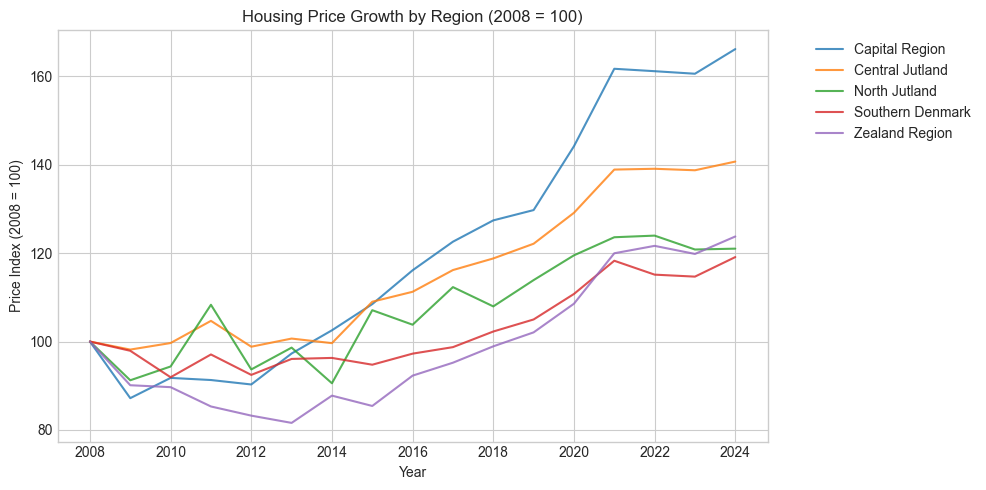 Housing Price Growth by Region (2008 = 100)
Capital Region
Central Jutland
North Jutland
Southern Denmark
Zealand Region
Price Index (2008 = 100)
160
140
120
100
80
2008 2010 2012 2014 2016 2018 2020 2022 2024
Year